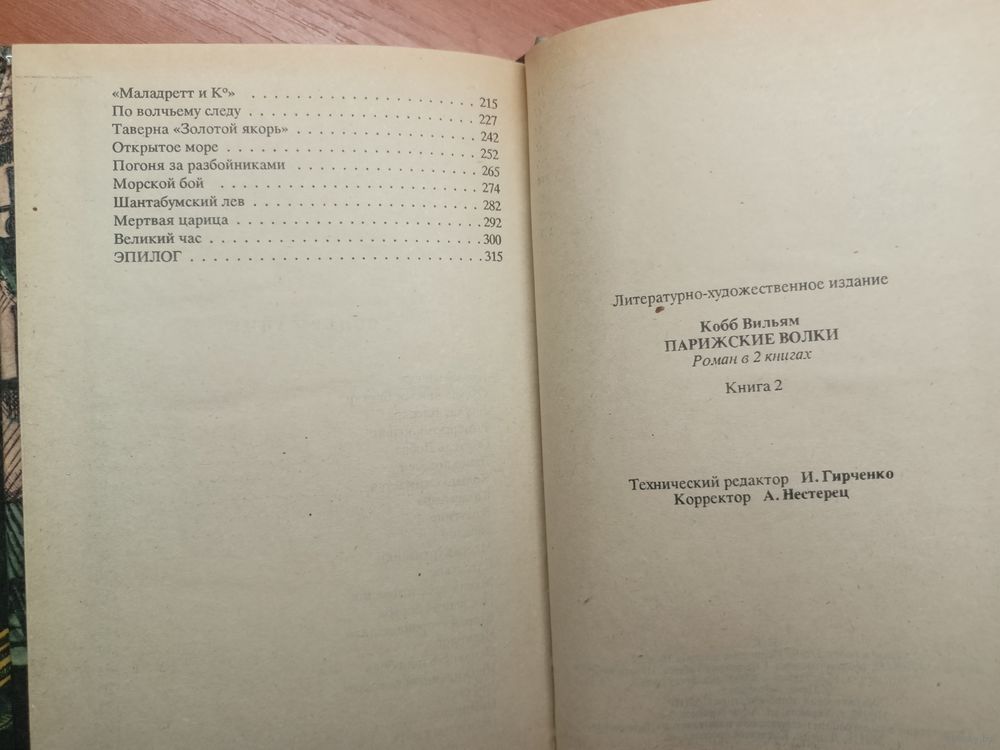 «Маладретт и Кº» . . . . . . . . . . . . . . . . . . . . . . 215
По волчьему следу . . . . . . . . . . . . . . . . . . . . . . 227
Таверна «Золотой якорь» . . . . . . . . . . . . . . . . . . 242
Открытое море . . . . . . . . . . . . . . . . . . . . . . . . 252
Погоня за разбойниками . . . . . . . . . . . . . . . . . . 265
Морской бой . . . . . . . . . . . . . . . . . . . . . . . . 274
Шантабумский лев . . . . . . . . . . . . . . . . . . . . . . 282
Мертвая царица . . . . . . . . . . . . . . . . . . . . . . . 292
Великий час . . . . . . . . . . . . . . . . . . . . . . . . . 300
ЭПИЛОГ . . . . . . . . . . . . . . . . . . . . . . . . . . . 315
Литературно-художественное издание
Кобб Вильям
ПАРИЖСКИЕ ВОЛКИ
Роман в 2 книгах
Книга 2
Технический редактор И. Гирченко
Корректор А. Нестерец